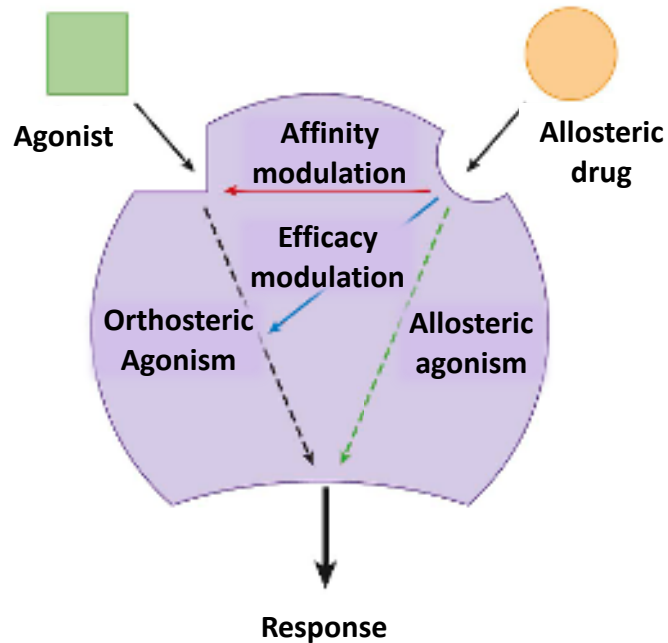 Agonist
Allosteric
drug
Affinity
modulation
Efficacy
modulation
Orthosteric
Agonism
Allosteric
agonism
Response